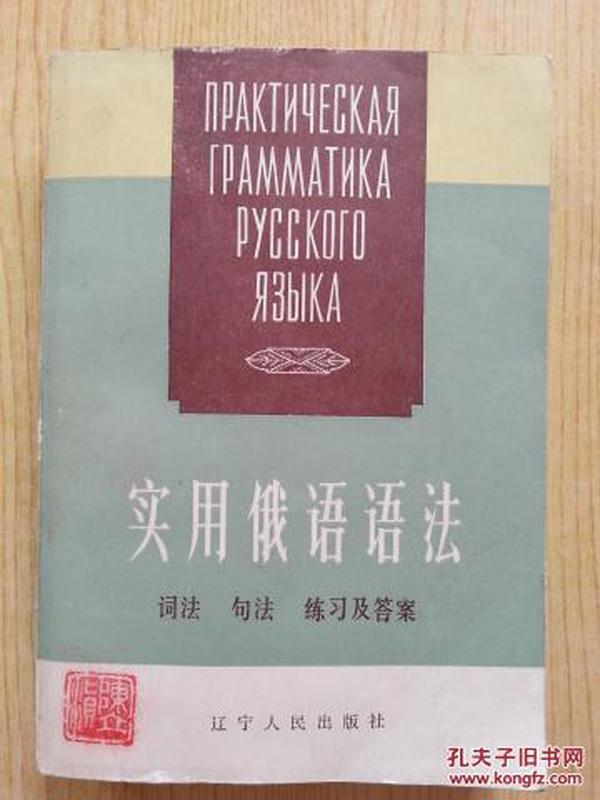 ПРАКТИЧЕСКАЯ
ГРАММАТИКА
РУССКОГО
ЯЗЫКА
实用俄语语法
词法 句法 练习及答案
辽宁人民出版社
孔夫子旧书网
www.kongfz.com